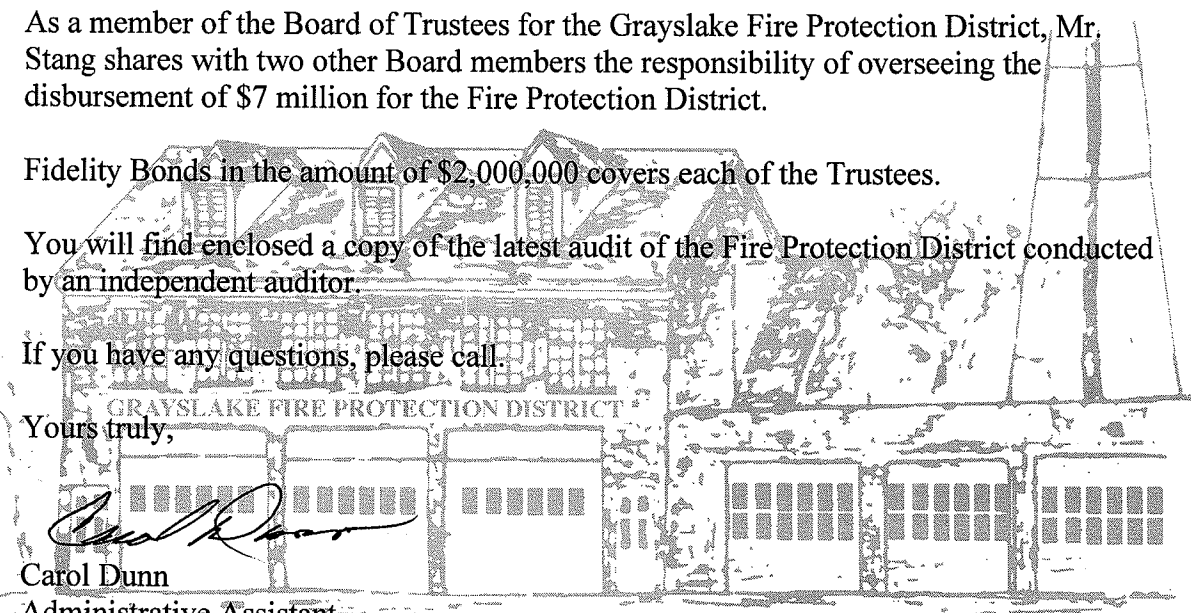 As a member of the Board of Trustees for the Grayslake Fire Protection District, Mr.
Stang shares with two other Board members the responsibility of overseeing the
disbursement of $7 million for the Fire Protection District.
Fidelity Bonds in the amount of $2,000,000 covers each of the Trustees.
You will find enclosed a copy of the latest audit of the Fire Protection District conducted
by an independent auditor.
If you have any questions, please call.
GRAYSLAKE FIRE PROTECTION DISTRICT
Yours truly,
Carol Dunn
Carol Dunn
Administrative Assistant